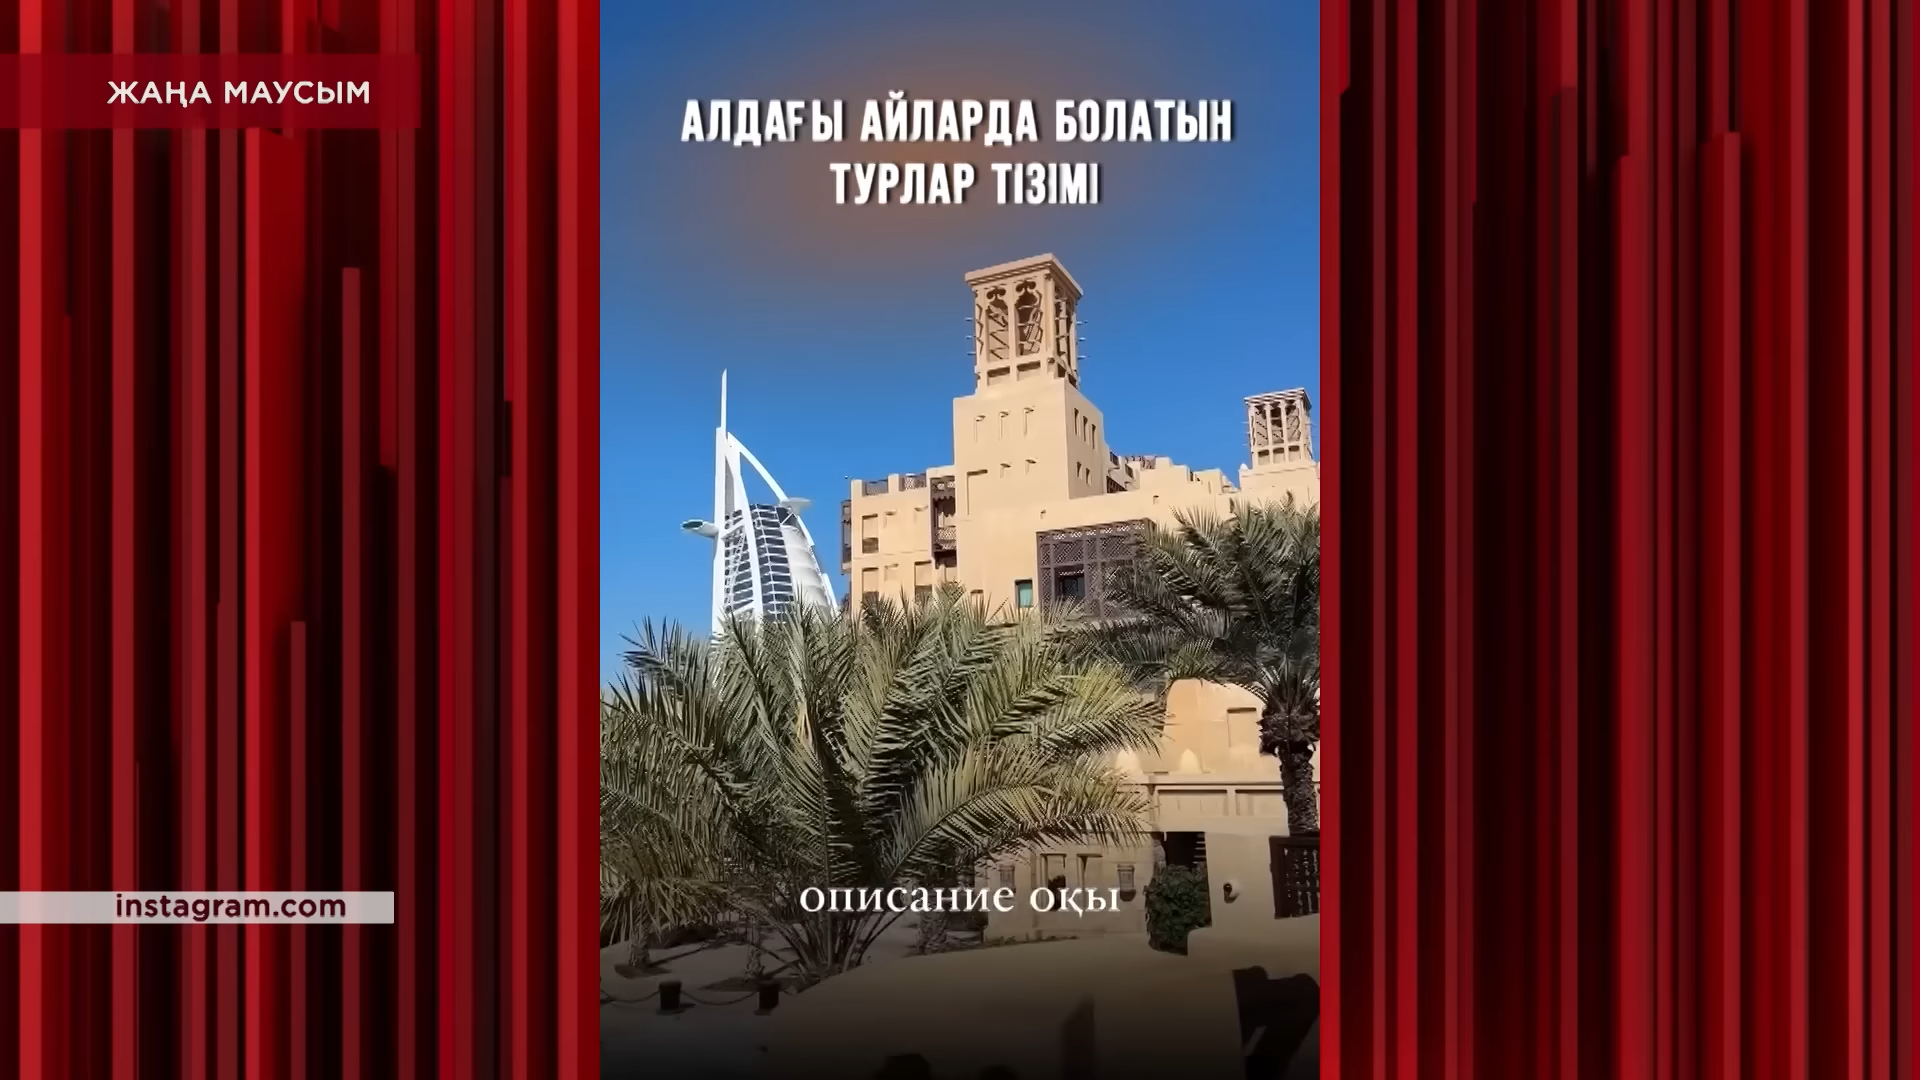 ЖАҢА МАУСЫМ
АЛДАҒЫ АЙЛАРДА БОЛАТЫН
ТУРЛАР ТІЗІМІ
описание оқы
instagram.com